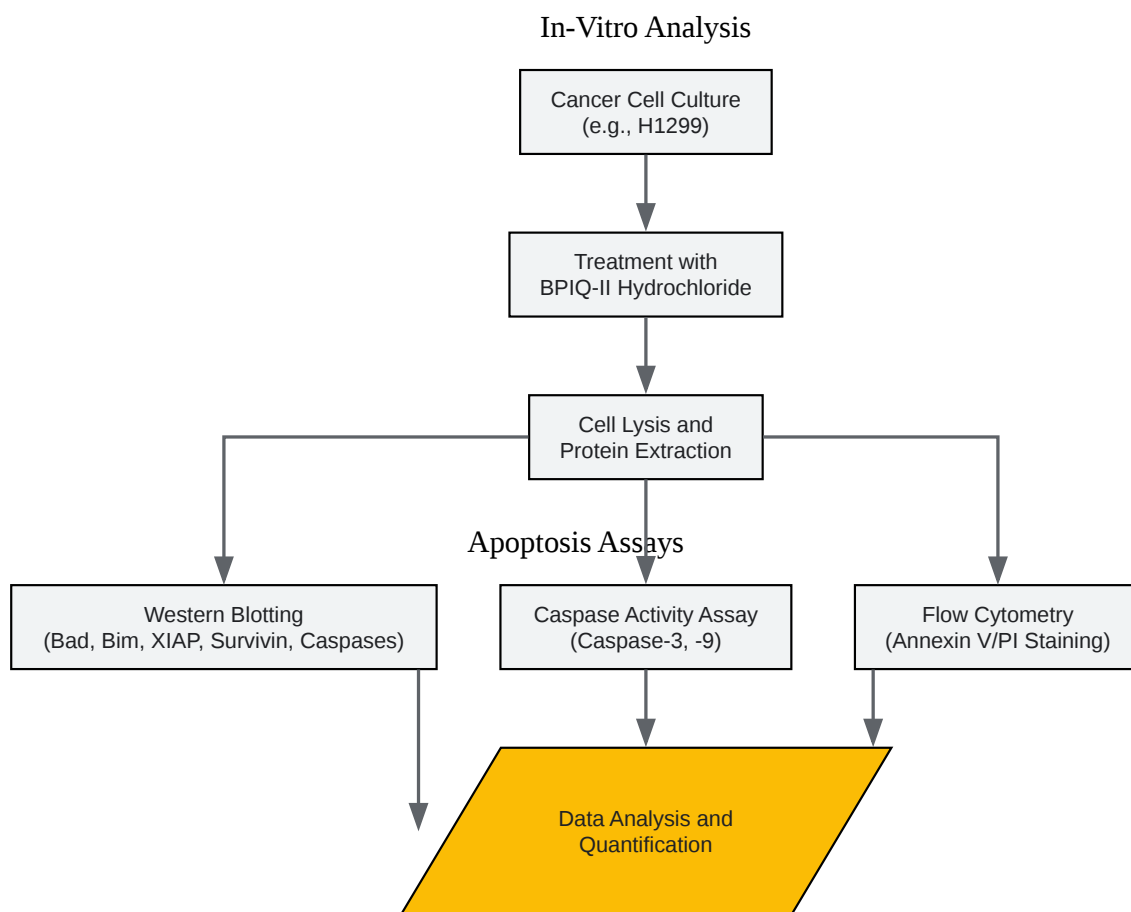 In-Vitro Analysis
Cancer Cell Culture
(e.g., H1299)
Treatment with
BPIQ-II Hydrochloride
Cell Lysis and
Protein Extraction
Apoptosis Assays
Western Blotting
(Bad, Bim, XIAP, Survivin, Caspases)
Caspase Activity Assay
(Caspase-3, -9)
Flow Cytometry
(Annexin V/PI Staining)
Data Analysis and
Quantification